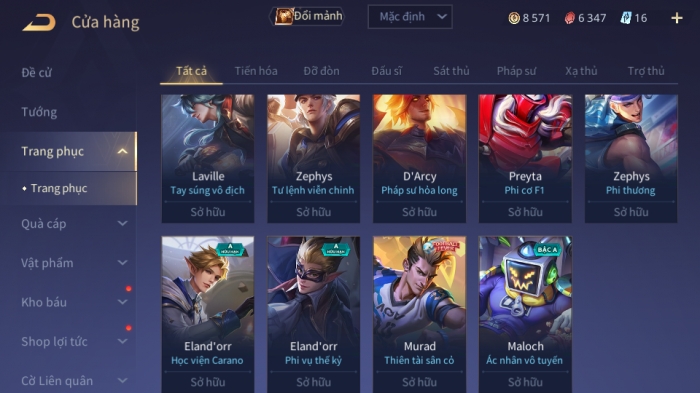 Cửa hàng
Đổi mảnh
Mặc định
8 571
6 347
16
Đề cử
Tướng
Trang phục
Trang phục
Quà cáp
Vật phẩm
Kho báu
Shop lợi tức
Cờ Liên quân
Tất cả Tiến hóa Đỡ đòn Đấu sĩ Sát thủ Pháp sư Xạ thủ Trợ thủ
Laville
Tay súng vô địch
Sở hữu
Zephys
Tư lệnh viễn chinh
Sở hữu
D'Arcy
Pháp sư hỏa long
Sở hữu
Preyta
Phi cơ F1
Sở hữu
Zephys
Phi thương
Sở hữu
A
HỮU HẠN
Eland'orr
Học viện Carano
Sở hữu
A
HỮU HẠN
Eland'orr
Phi vụ thế kỷ
Sở hữu
Murad
Thiên tài sân cỏ
Sở hữu
BẬC A
Maloch
Ác nhân vô tuyến
Sở hữu